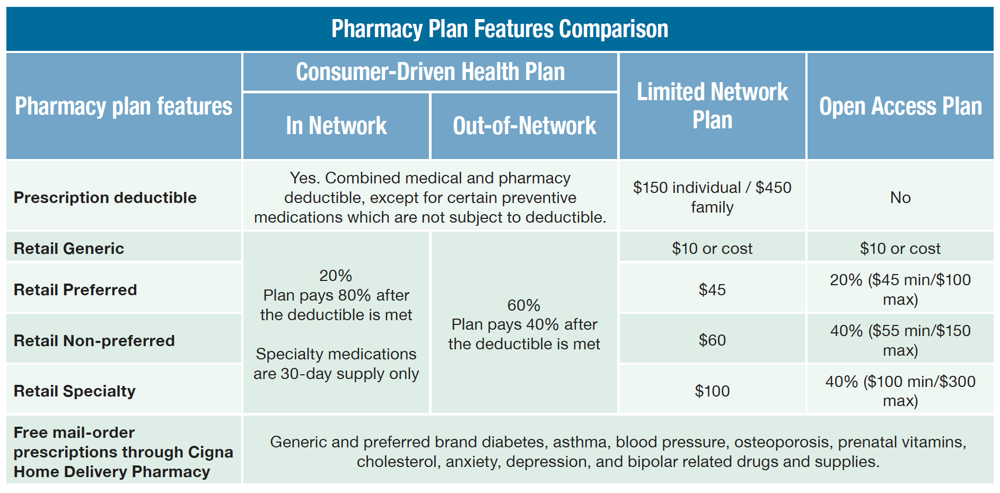 Pharmacy Plan Features Comparison
Pharmacy plan features
Consumer-Driven Health Plan
In Network
Out-of-Network
Limited Network
Plan
Open Access Plan
Prescription deductible
Yes. Combined medical and pharmacy
deductible, except for certain preventive
medications which are not subject to deductible.
$150 individual / $450
family
No
Retail Generic
20%
Plan pays 80% after
the deductible is met
Specialty medications
are 30-day supply only
60%
Plan pays 40% after
the deductible is met
$10 or cost
$10 or cost
Retail Preferred
$45
20% ($45 min/$100
max)
Retail Non-preferred
$60
40% ($55 min/$150
max)
Retail Specialty
$100
40% ($100 min/$300
max)
Free mail-order
prescriptions through Cigna
Home Delivery Pharmacy
Generic and preferred brand diabetes, asthma, blood pressure, osteoporosis, prenatal vitamins,
cholesterol, anxiety, depression, and bipolar related drugs and supplies.